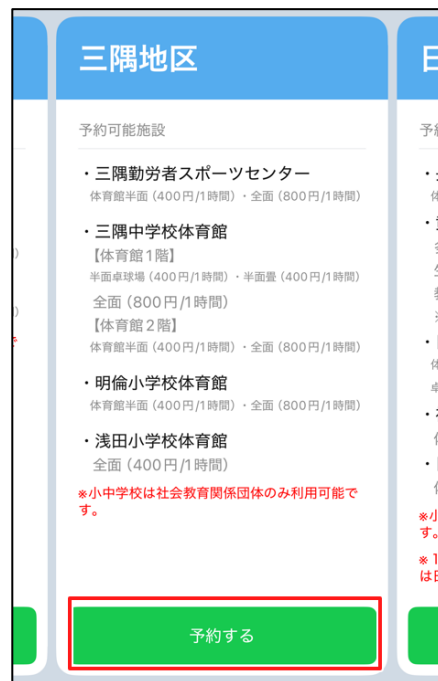 三隅地区
予約可能施設
・三隅勤労者スポーツセンター
体育館半面（400円/1時間）・全面（800円/1時間）
・三隅中学校体育館
【体育館1階】
半面卓球場（400円/1時間）・半面畳（400円/1時間）
全面（800円/1時間）
【体育館2階】
体育館半面（400円/1時間）・全面（800円/1時間）
・明倫小学校体育館
体育館半面（400円/1時間）・全面（800円/1時間）
・浅田小学校体育館
全面（400円/1時間）
※小中学校は社会教育関係団体のみ利用可能で
す。
予約する